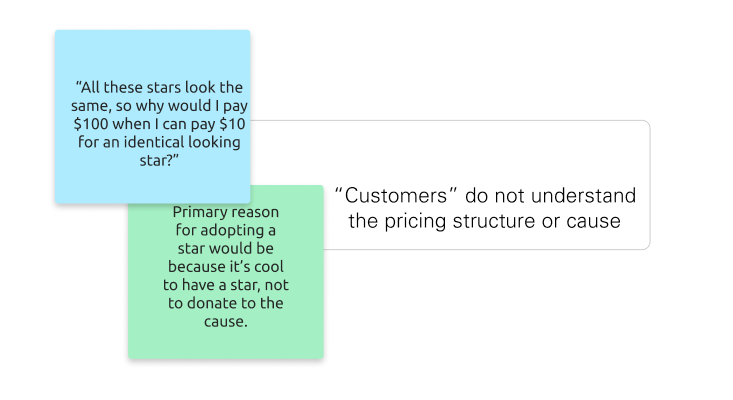 “All these stars look the
same, so why would I pay
$100 when I can pay $10
for an identical looking
star?”
Primary reason
for adopting a
star would be
because it’s cool
to have a star, not
to donate to the
cause.
“Customers” do not understand
the pricing structure or cause